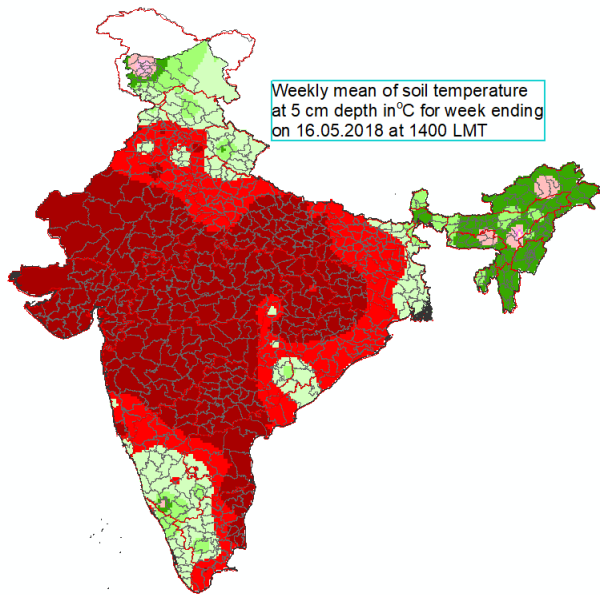 Weekly mean of soil temperature
at 5 cm depth in°C for week ending
on 16.05.2018 at 1400 LMT